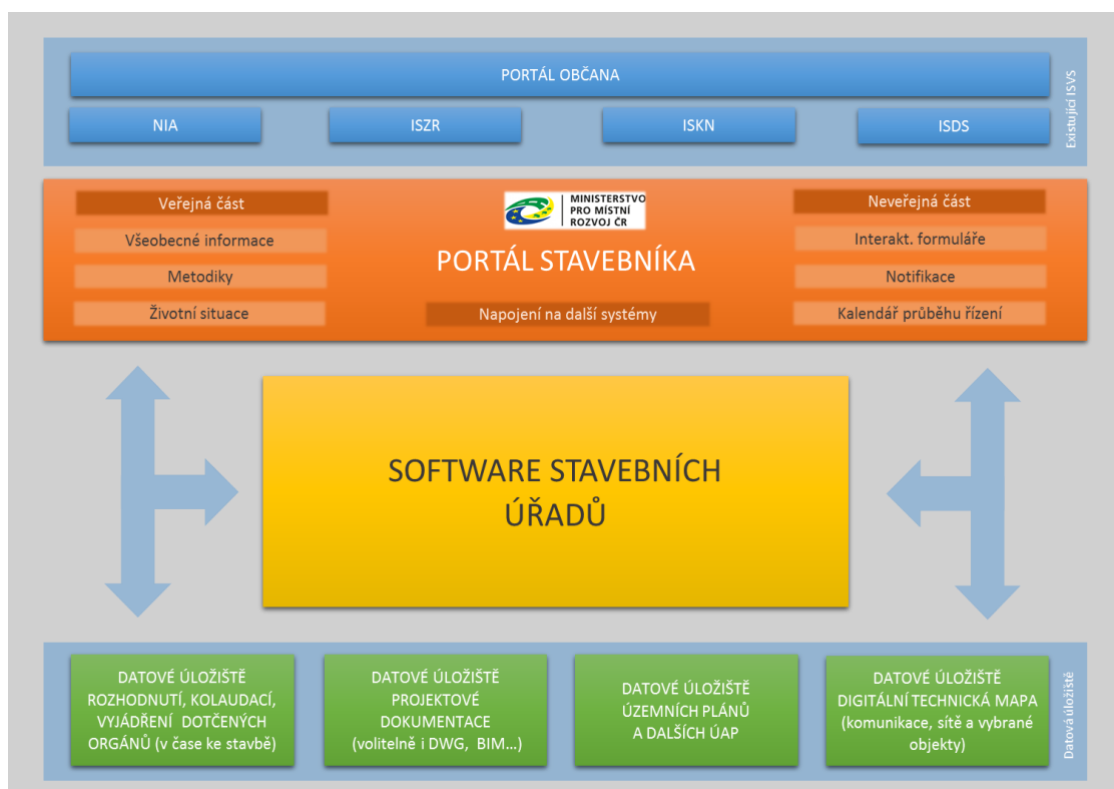 PORTÁL OBČANA
NIA
ISZR
ISKN
ISDS
Existující ISVS
Veřejná část
Všeobecné informace
Metodiky
Životní situace
MINISTERSTVO
PRO MÍSTNÍ
ROZVOJ ČR
PORTÁL STAVEBNÍKA
Napojení na další systémy
Neveřejná část
Interakt. formuláře
Notifikace
Kalendář průběhu řízení
SOFTWARE STAVEBNÍCH
ÚŘADŮ
DATOVÉ ÚLOŽIŠTĚ
ROZHODNUTÍ, KOLAUDACÍ,
VYJÁDŘENÍ DOTČENÝCH
ORGÁNŮ (v čase ke stavbě)
DATOVÉ ÚLOŽIŠTĚ
PROJEKTOVÉ
DOKUMENTACE
(volitelně i DWG, BIM...)
DATOVÉ ÚLOŽIŠTĚ
ÚZEMNÍCH PLÁNŮ
A DALŠÍCH ÚAP
DATOVÉ ÚLOŽIŠTĚ
DIGITÁLNÍ TECHNICKÁ MAPA
(komunikace, sítě a vybrané
objekty)
Datová úložiště